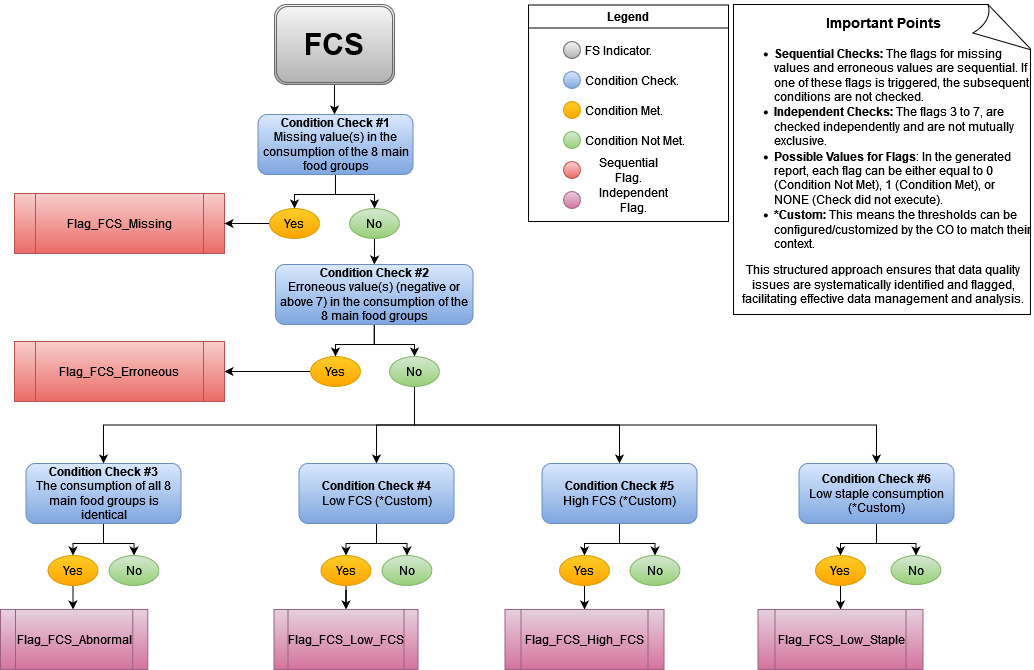 FCS
Condition Check #1
Missing value(s) in the
consumption of the 8 main
food groups
Yes
No
Flag_FCS_Missing
Condition Check #2
Erroneous value(s) (negative or
above 7) in the consumption of the
8 main food groups
Yes
No
Flag_FCS_Erroneous
Condition Check #3
The consumption of all 8
main food groups is
identical
Yes
No
Flag_FCS_Abnormal
Condition Check #4
Low FCS (*Custom)
Yes
No
Flag_FCS_Low_FCS
Condition Check #5
High FCS (*Custom)
Yes
No
Flag_FCS_High_FCS
Condition Check #6
Low staple consumption
(*Custom)
Yes
No
Flag_FCS_Low_Staple
Legend
FS Indicator.
Condition Check.
Condition Met.
Condition Not Met.
Sequential
Flag.
Independent
Flag.
Important Points
• Sequential Checks: The flags for missing
values and erroneous values are sequential. If
one of these flags is triggered, the subsequent
conditions are not checked.
• Independent Checks: The flags 3 to 7, are
checked independently and are not mutually
exclusive.
• Possible Values for Flags: In the generated
report, each flag can be either equal to 0
(Condition Not Met), 1 (Condition Met), or
NONE (Check did not execute).
• *Custom: This means the thresholds can be
configured/customized by the CO to match their
context.
This structured approach ensures that data quality
issues are systematically identified and flagged,
facilitating effective data management and analysis.